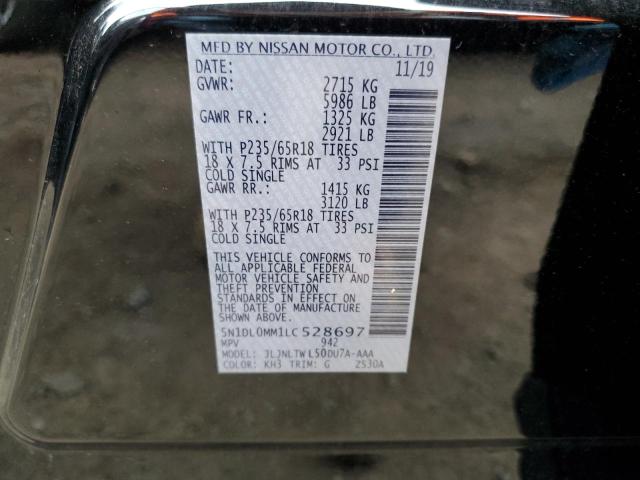 MFD BY NISSAN MOTOR CO., LTD.
DATE: 11/19
GVWR: 2715 KG
5986 LB
GAWR FR.: 1325 KG
2921 LB
WITH P235/65R18 TIRES
18 X 7.5 RIMS AT 33 PSI
COLD SINGLE
GAWR RR.: 1415 KG
3120 LB
WITH P235/65R18 TIRES
18 X 7.5 RIMS AT 33 PSI
COLD SINGLE
THIS VEHICLE CONFORMS TO
ALL APPLICABLE FEDERAL
MOTOR VEHICLE SAFETY AND
THEFT PREVENTION
STANDARDS IN EFFECT ON THE
DATE OF MANUFACTURE
SHOWN ABOVE.
5N1DL0MM1LC528697
MPV 942
MODEL: JLJNLTWL50DU7A-AAA
COLOR: KH3 TRIM: G 2S30A